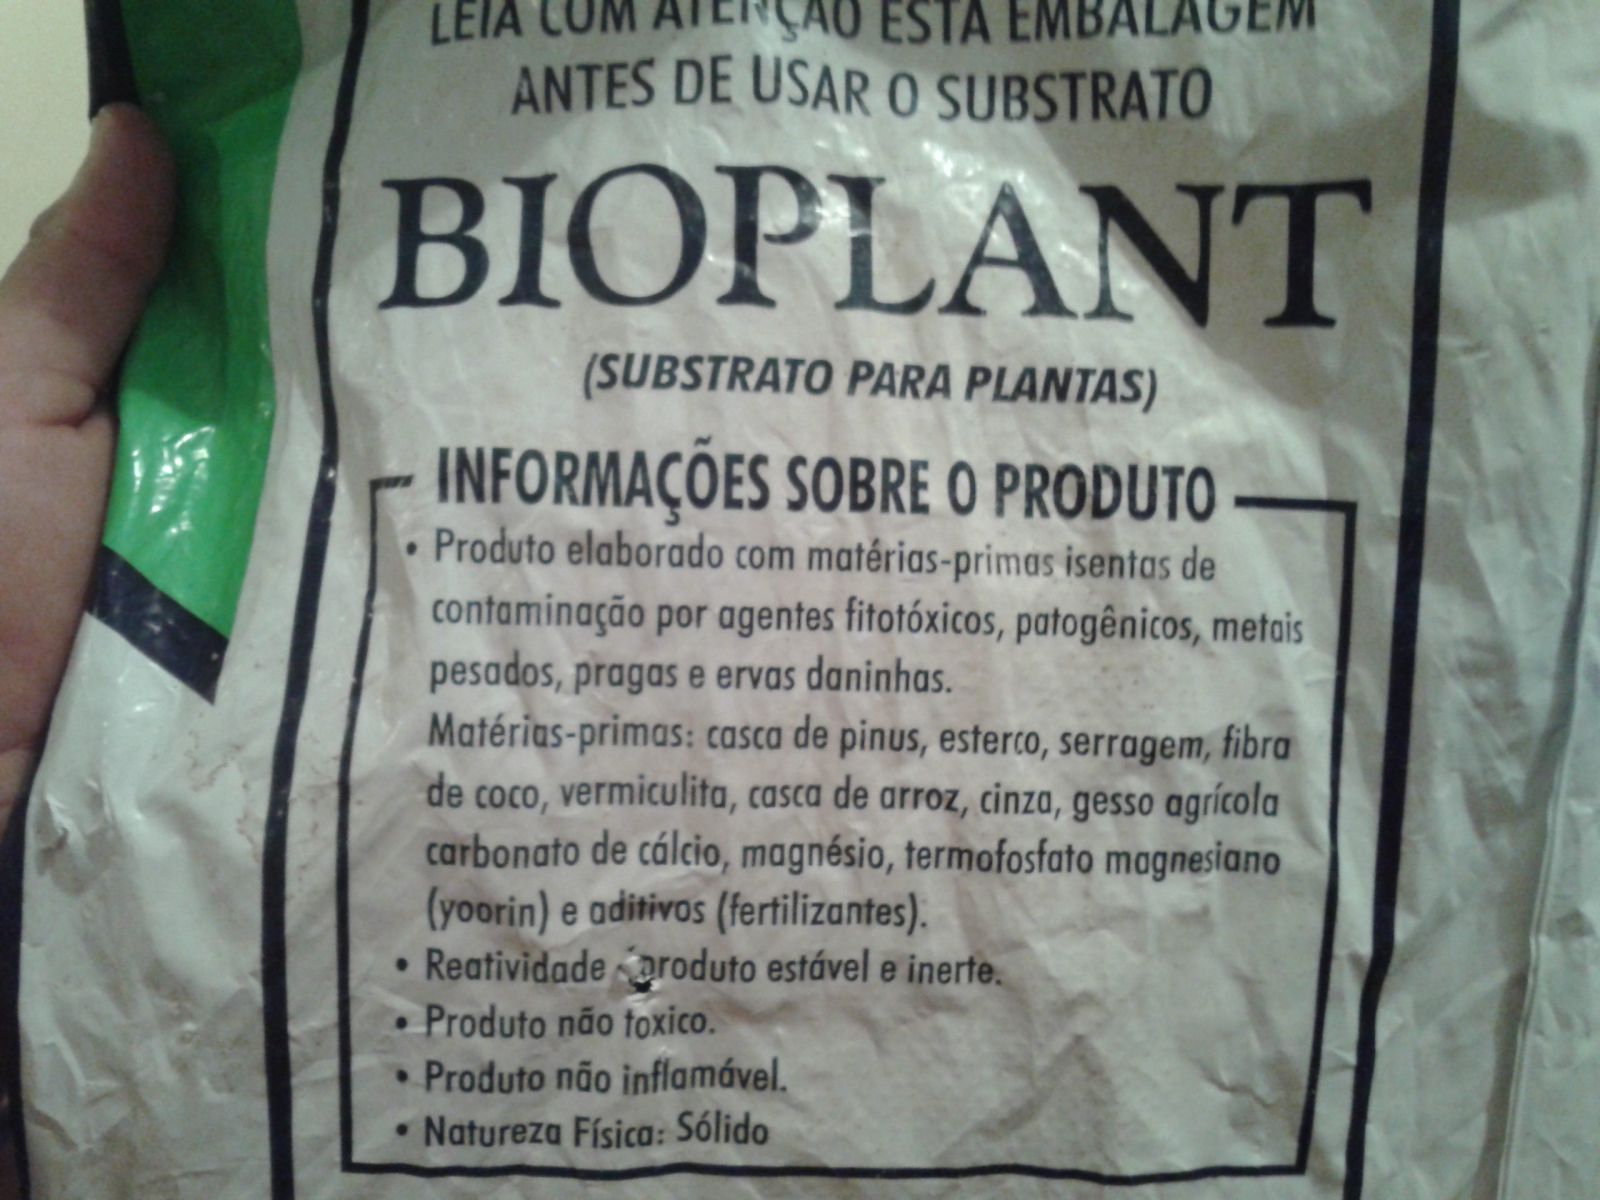 LEIA COM ATENÇÃO ESTA EMBALAGEM
ANTES DE USAR O SUBSTRATO
BIOPLANT
(SUBSTRATO PARA PLANTAS)
INFORMAÇÕES SOBRE O PRODUTO
• Produto elaborado com matérias-primas isentas de
contaminação por agentes fitotóxicos, patogênicos, metais
pesados, pragas e ervas daninhas.
Matérias-primas: casca de pinus, esterco, serragem, fibra
de coco, vermiculita, casca de arroz, cinza, gesso agrícola
carbonato de cálcio, magnésio, termofosfato magnesiano
(yoorin) e aditivos (fertilizantes).
• Reatividade produto estável e inerte.
• Produto não toxico.
• Produto não inflamável.
• Natureza Física: Sólido